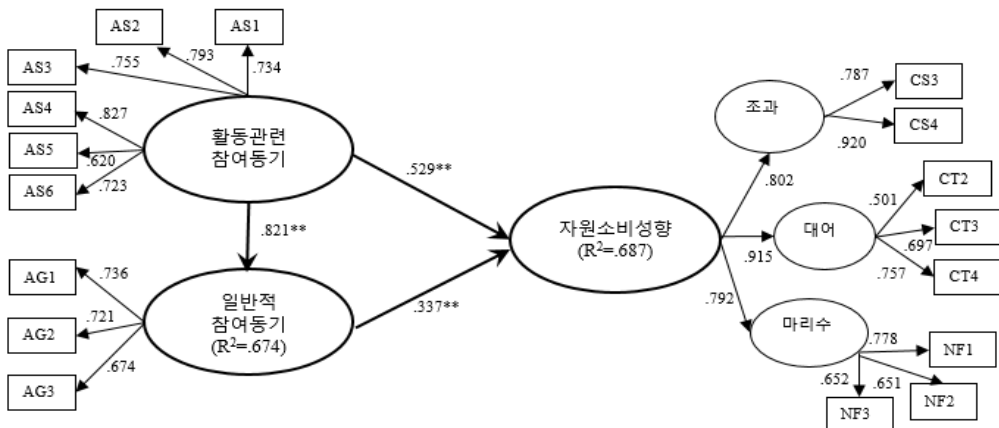 AS2
AS1
AS3
.755
.793
.734
AS4
.827
AS5
.620
AS6
.723
활동관련
참여동기
조과
.787
CS3
CS4
.920
.529**
.802
.821**
자원소비성향
(R²=.687)
.915
대어
.501
CT2
CT3
.697
.757
CT4
AG1
.736
AG2
.721
AG3
.674
일반적
참여동기
(R²=.674)
.337**
.792
마리수
.778
NF1
.652
.651
NF2
NF3